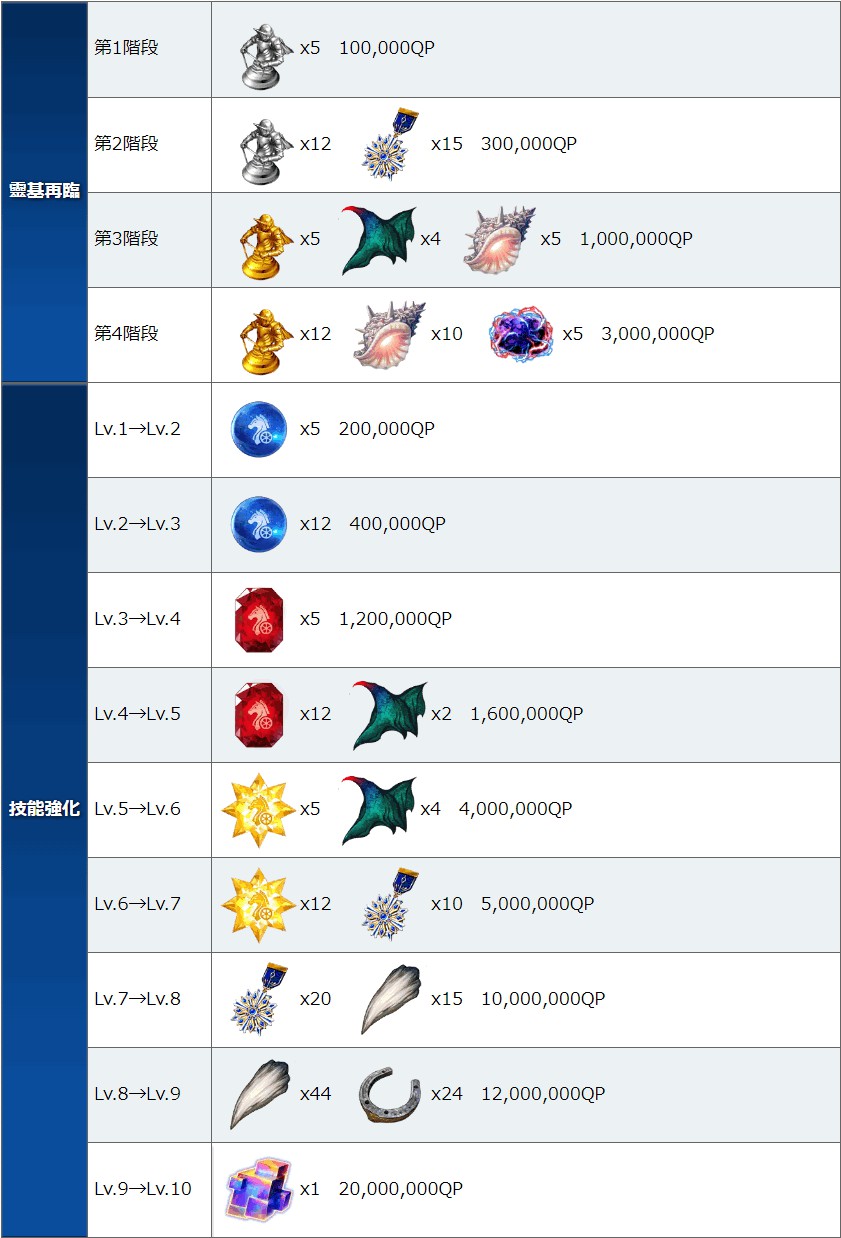 靈基再臨
第1階段 x5 100,000QP
第2階段 x12 x15 300,000QP
第3階段 x5 x4 x5 1,000,000QP
第4階段 x12 x10 x5 3,000,000QP
技能強化
Lv.1→Lv.2 x5 200,000QP
Lv.2→Lv.3 x12 400,000QP
Lv.3→Lv.4 x5 1,200,000QP
Lv.4→Lv.5 x12 x2 1,600,000QP
Lv.5→Lv.6 x5 x4 4,000,000QP
Lv.6→Lv.7 x12 x10 5,000,000QP
Lv.7→Lv.8 x20 x15 10,000,000QP
Lv.8→Lv.9 x44 x24 12,000,000QP
Lv.9→Lv.10 x1 20,000,000QP